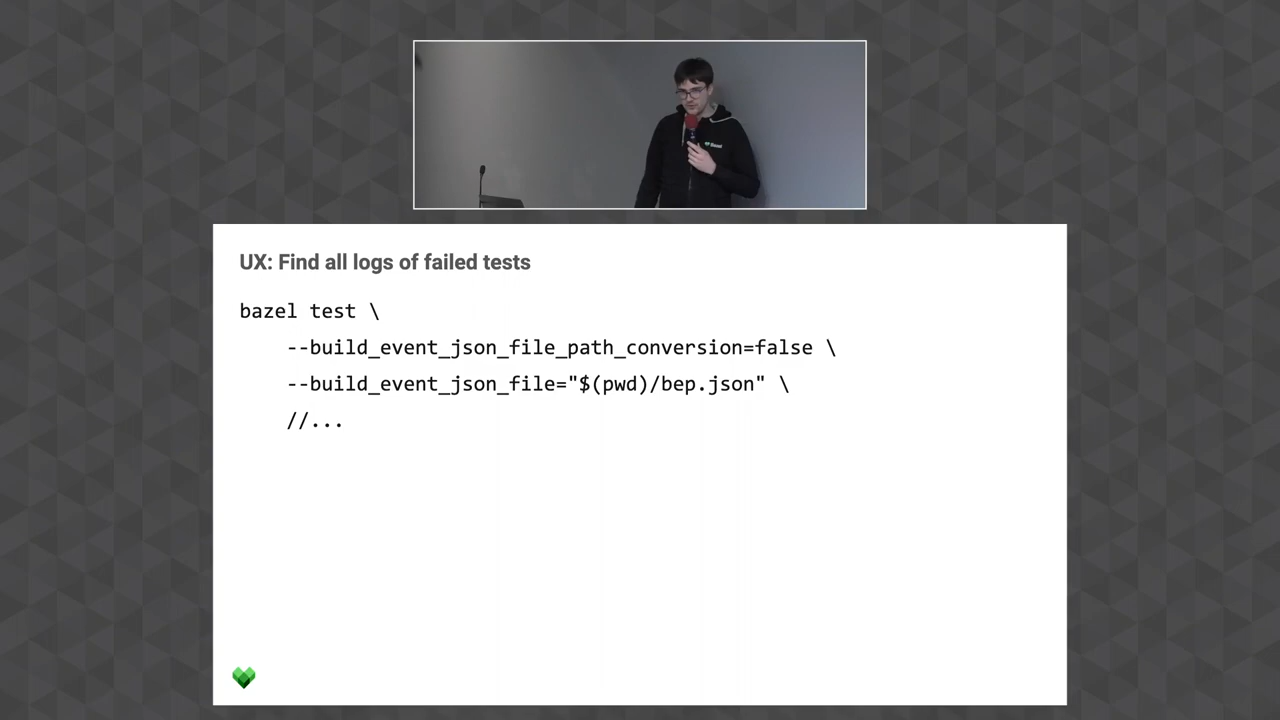 UX: Find all logs of failed tests
bazel test \
--build_event_json_file_path_conversion=false \
--build_event_json_file="$(pwd)/bep.json" \
//...